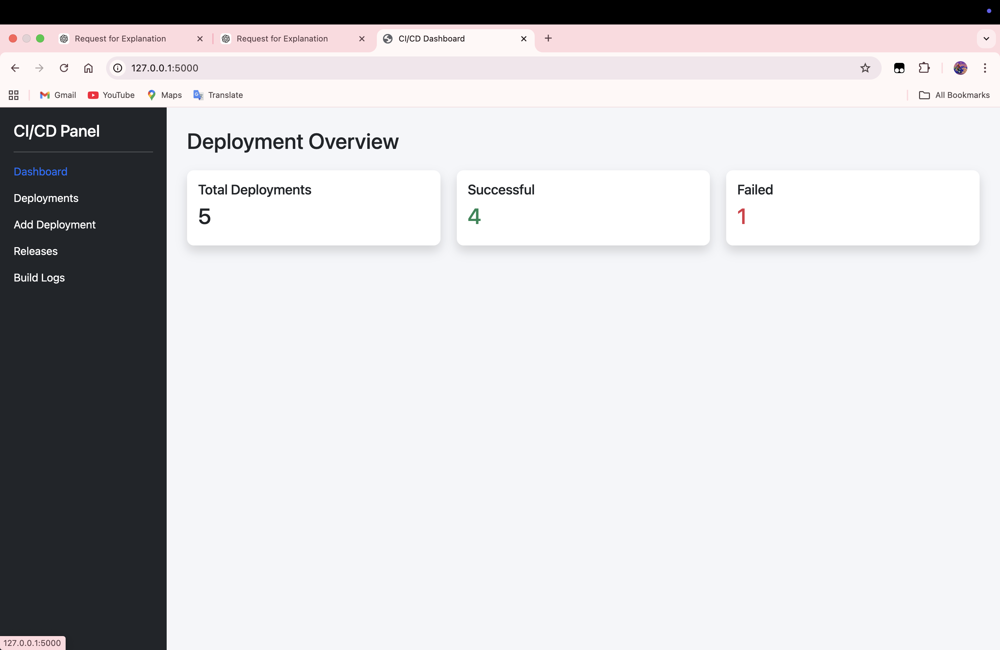 Request for Explanation
Request for Explanation
CI/CD Dashboard
127.0.0.1:5000
Gmail
YouTube
Maps
Translate
All Bookmarks
CI/CD Panel
Dashboard
Deployments
Add Deployment
Releases
Build Logs
Deployment Overview
Total Deployments
5
Successful
4
Failed
1
127.0.0.1:5000